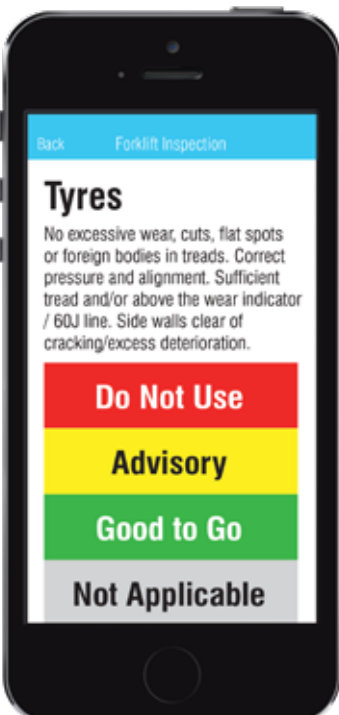 Back Forklift Inspection
Tyres
No excessive wear, cuts, flat spots
or foreign bodies in treads. Correct
pressure and alignment. Sufficient
tread and/or above the wear indicator
/ 60J line. Side walls clear of
cracking/excess deterioration.
Do Not Use
Advisory
Good to Go
Not Applicable